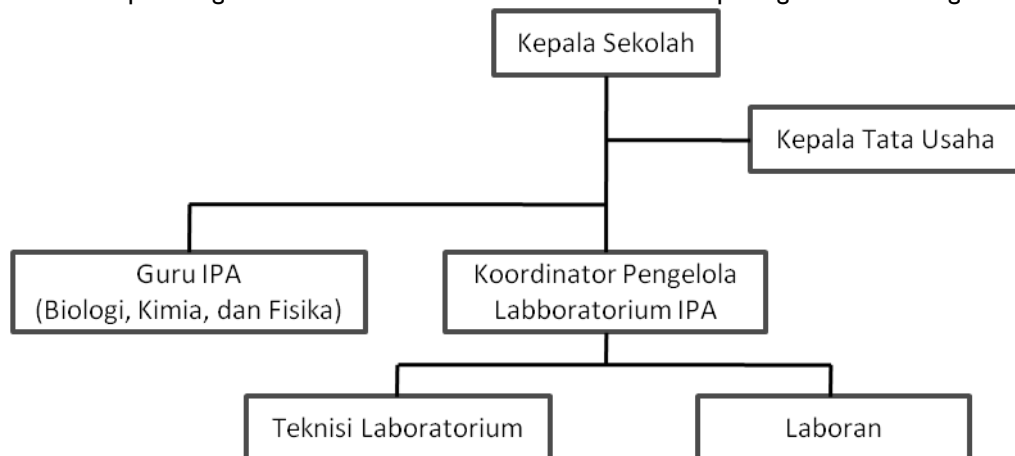 Kepala Sekolah
Kepala Tata Usaha
Guru IPA
(Biologi, Kimia, dan Fisika)
Koordinator Pengelola
Labboratorium IPA
Teknisi Laboratorium
Laboran